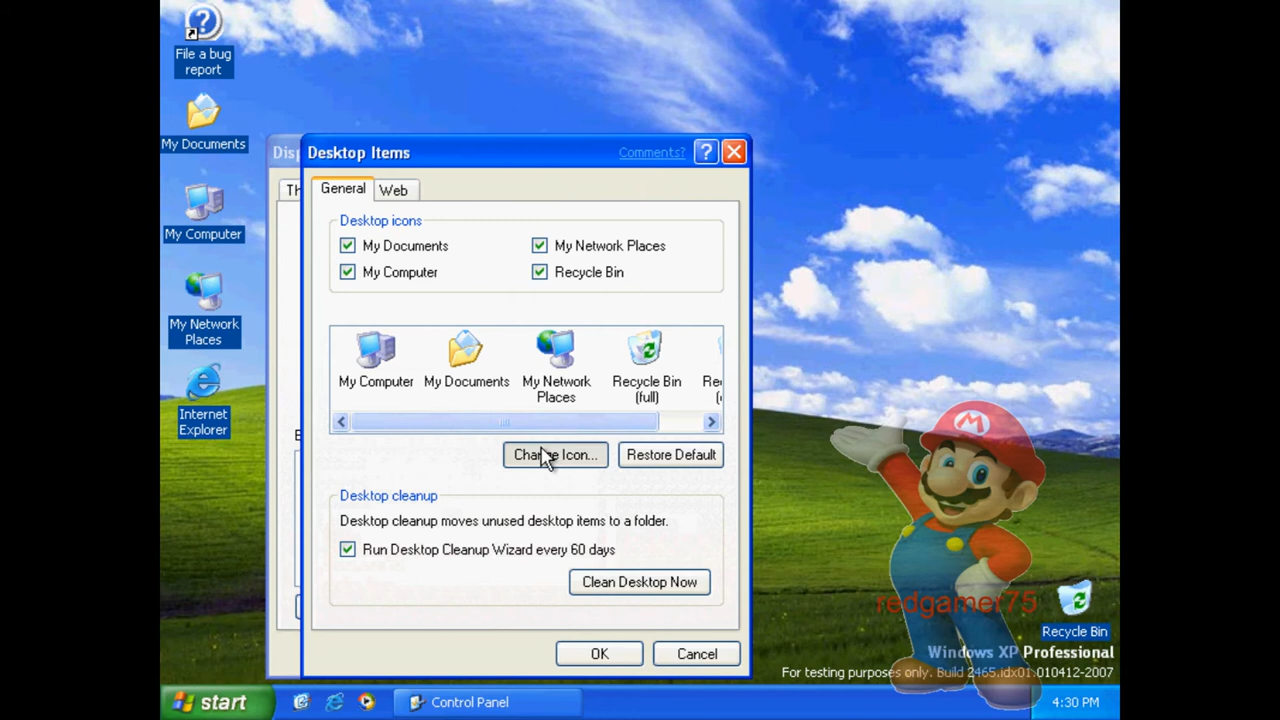 File a bug
report
My Documents
My Computer
My Network
Places
Internet
Explorer
Desktop Items
Comments?
General
Web
Desktop icons
My Documents
My Network Places
My Computer
Recycle Bin
My Computer
My Documents
My Network
Places
Recycle Bin
(full)
Restore Default
Desktop cleanup
Desktop cleanup moves unused desktop items to a folder.
Run Desktop Cleanup Wizard every 60 days
Clean Desktop Now
OK
Cancel
M
redgamer75
Recycle Bin
Windows XP Professional
For testing purposes only. Build 2465.idx01.010412-2007
start
Control Panel
4:30 PM